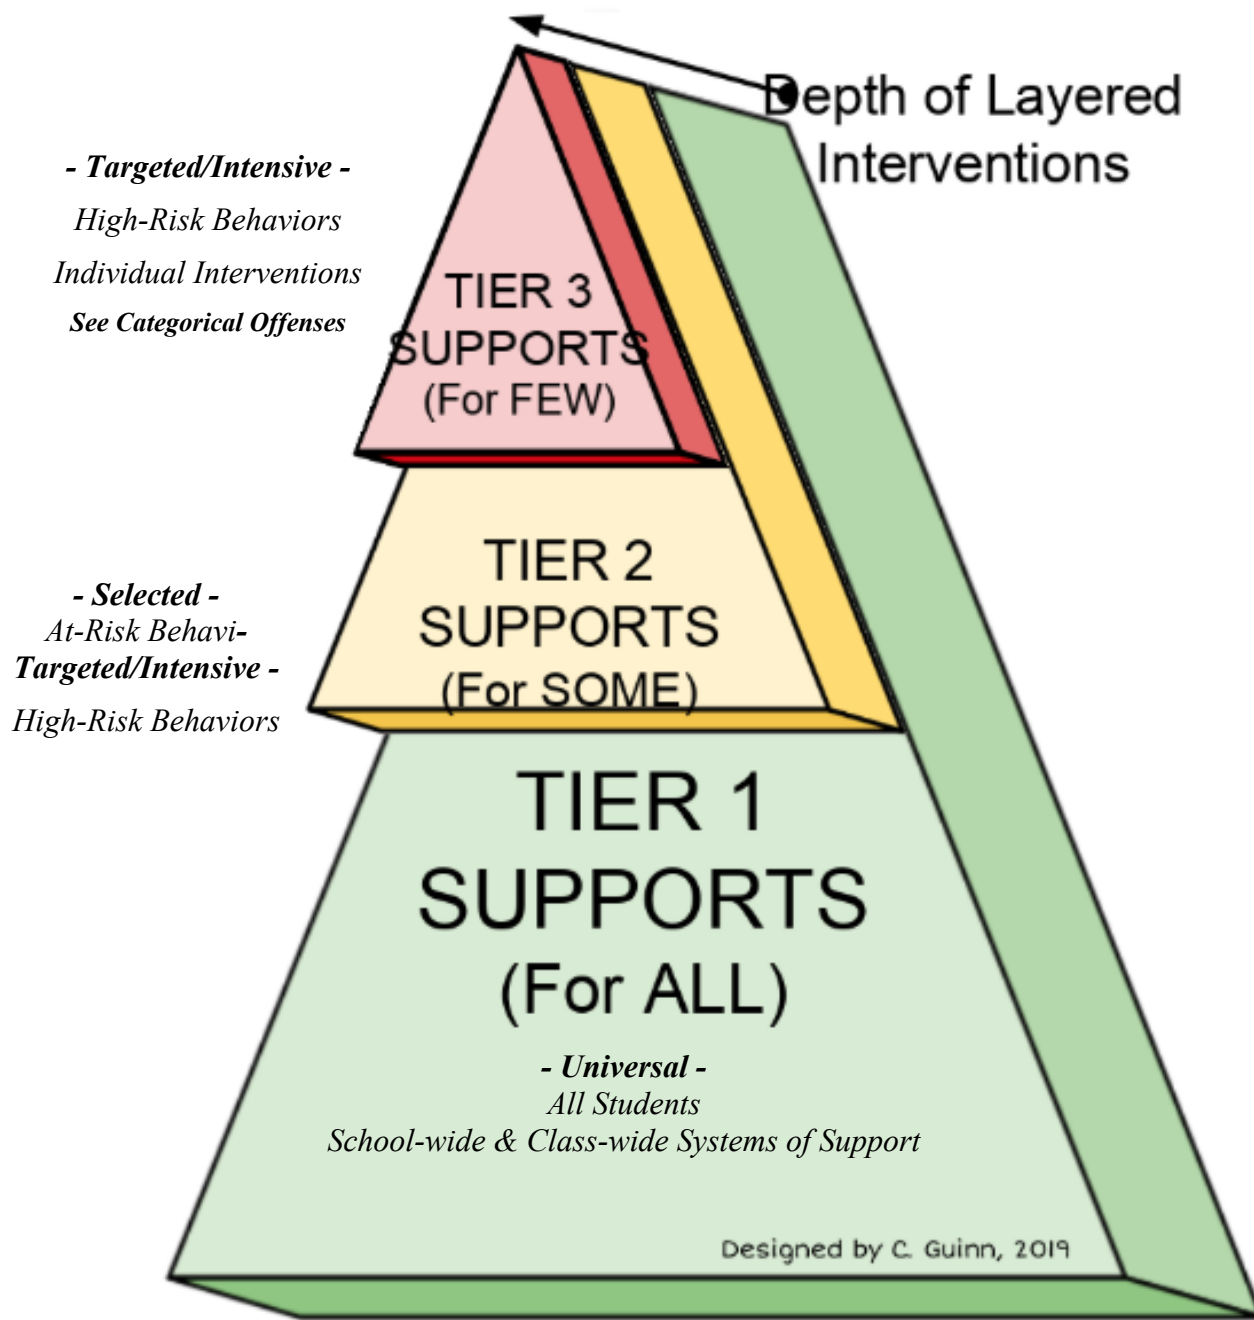 Depth of Layered
Interventions
- Targeted/Intensive -
High-Risk Behaviors
Individual Interventions
See Categorical Offenses
TIER 3
SUPPORTS
(For FEW)
- Selected -
At-Risk Behavi-
Targeted/Intensive -
High-Risk Behaviors
TIER 2
SUPPORTS
(For SOME)
TIER 1
SUPPORTS
(For ALL)
- Universal -
All Students
School-wide & Class-wide Systems of Support
Designed by C. Guinn, 2019